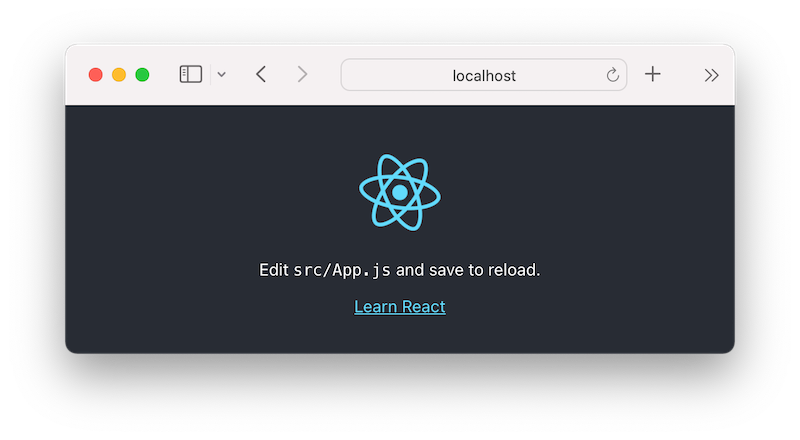 localhost
Edit src/App.js and save to reload.
Learn React